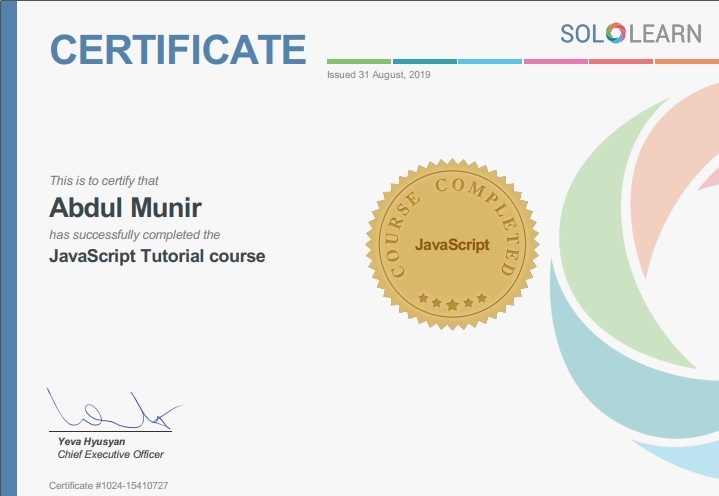 CERTIFICATE
SOLOLEARN
Issued 31 August, 2019
This is to certify that
Abdul Munir
has successfully completed the
JavaScript Tutorial course
COURSE COMPLETED
JavaScript
Yeva Hyusyan
Chief Executive Officer
Certificate #1024-15410727